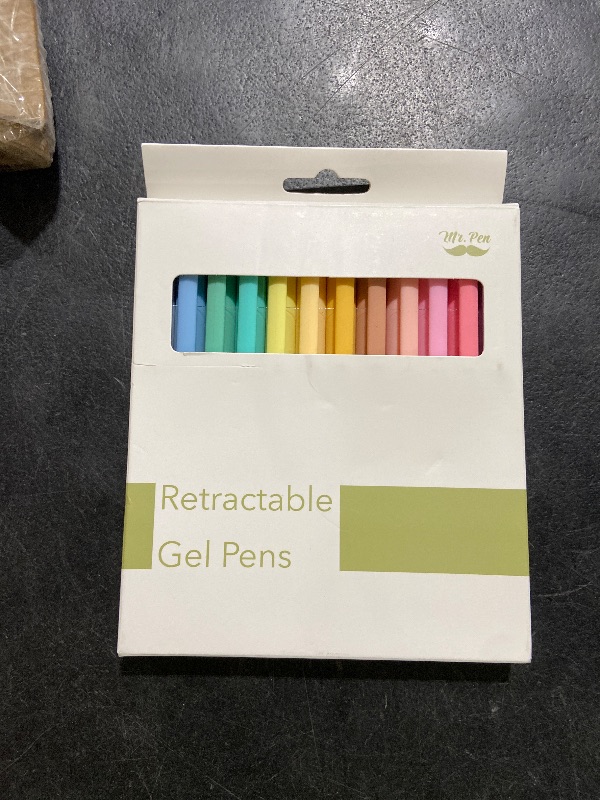 Mr. Pen
Retractable
Gel Pens